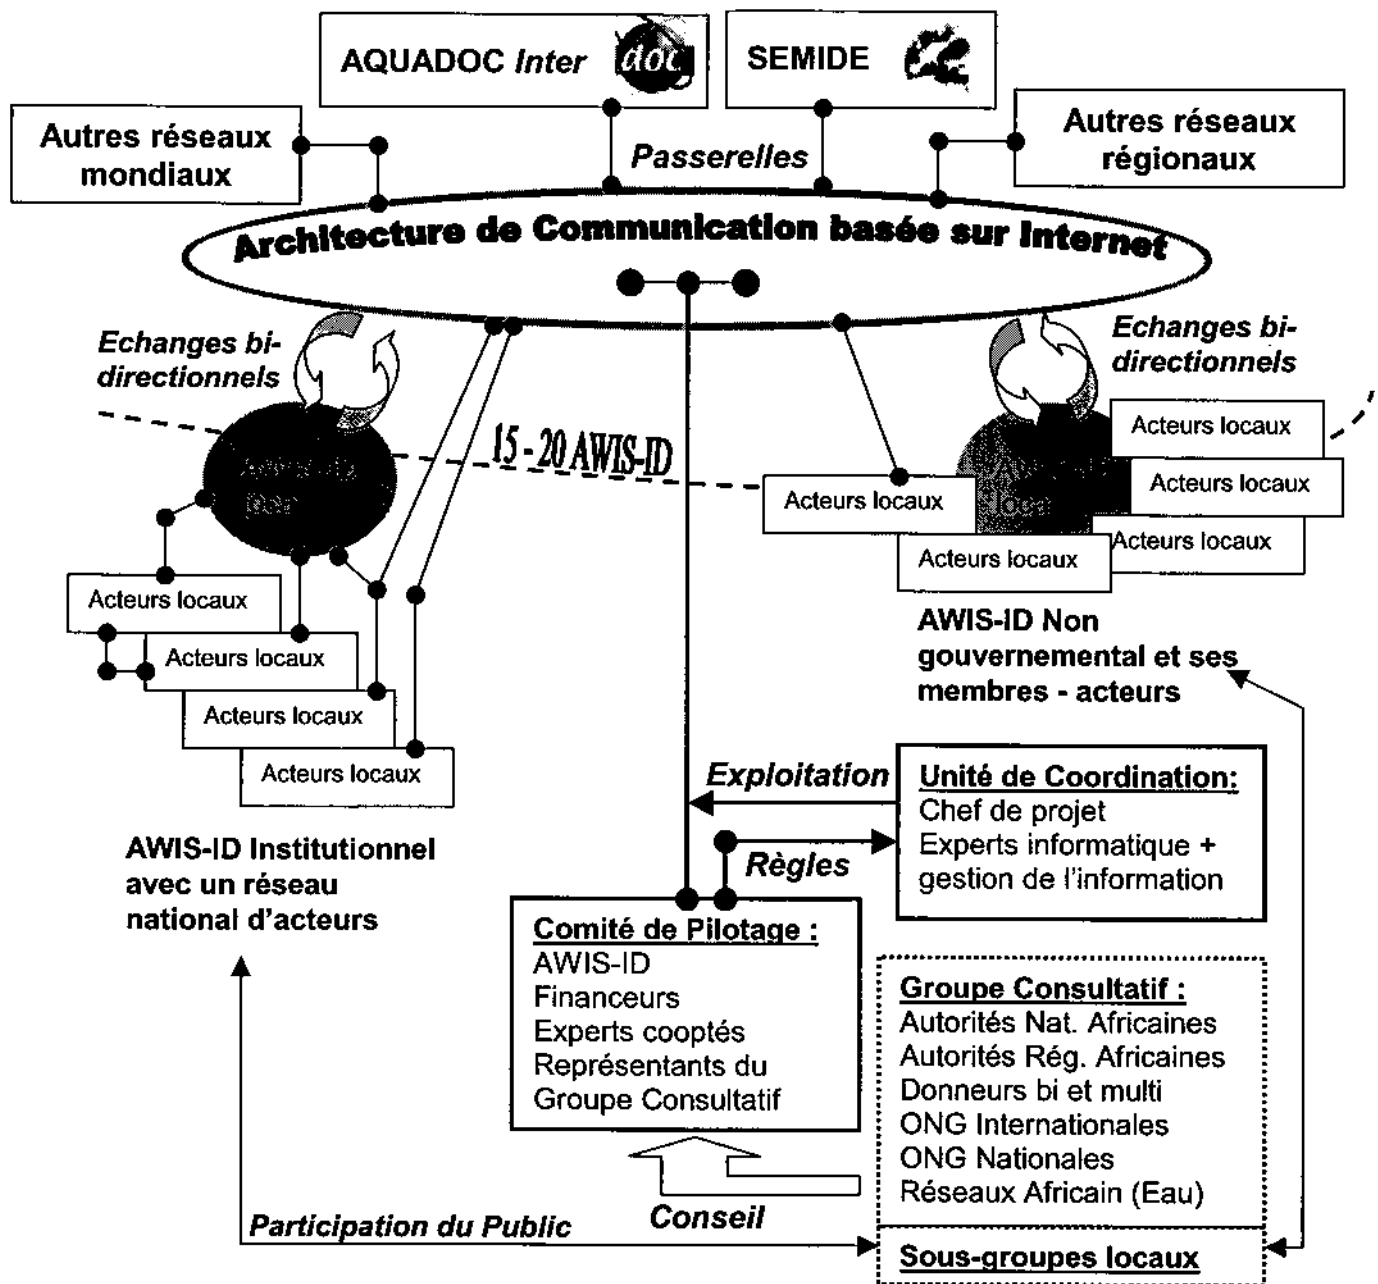 AQUADOC Inter
doc
SEMIDE
Autres réseaux
mondiaux
Passerelles
Autres réseaux
régionaux
Architecture de Communication basée sur Internet
Echanges bi-
directionnels
Echanges bi-
directionnels
15 - 20 AWIS-ID
Acteurs locaux
Acteurs locaux
Acteurs locaux
Acteurs locaux
Acteurs locaux
Acteurs locaux
Acteurs locaux
Acteurs locaux
Acteurs locaux
AWIS-ID Non
gouvernemental et ses
membres - acteurs
AWIS-ID Institutionnel
avec un réseau
national d'acteurs
Exploitation
Règles
Unité de Coordination:
Chef de projet
Experts informatique +
gestion de l'information
Comité de Pilotage :
AWIS-ID
Financeurs
Experts cooptés
Représentants du
Groupe Consultatif
Groupe Consultatif :
Autorités Nat. Africaines
Autorités Rég. Africaines
Donneurs bi et multi
ONG Internationales
ONG Nationales
Réseaux Africain (Eau)
Conseil
Participation du Public
Sous-groupes locaux